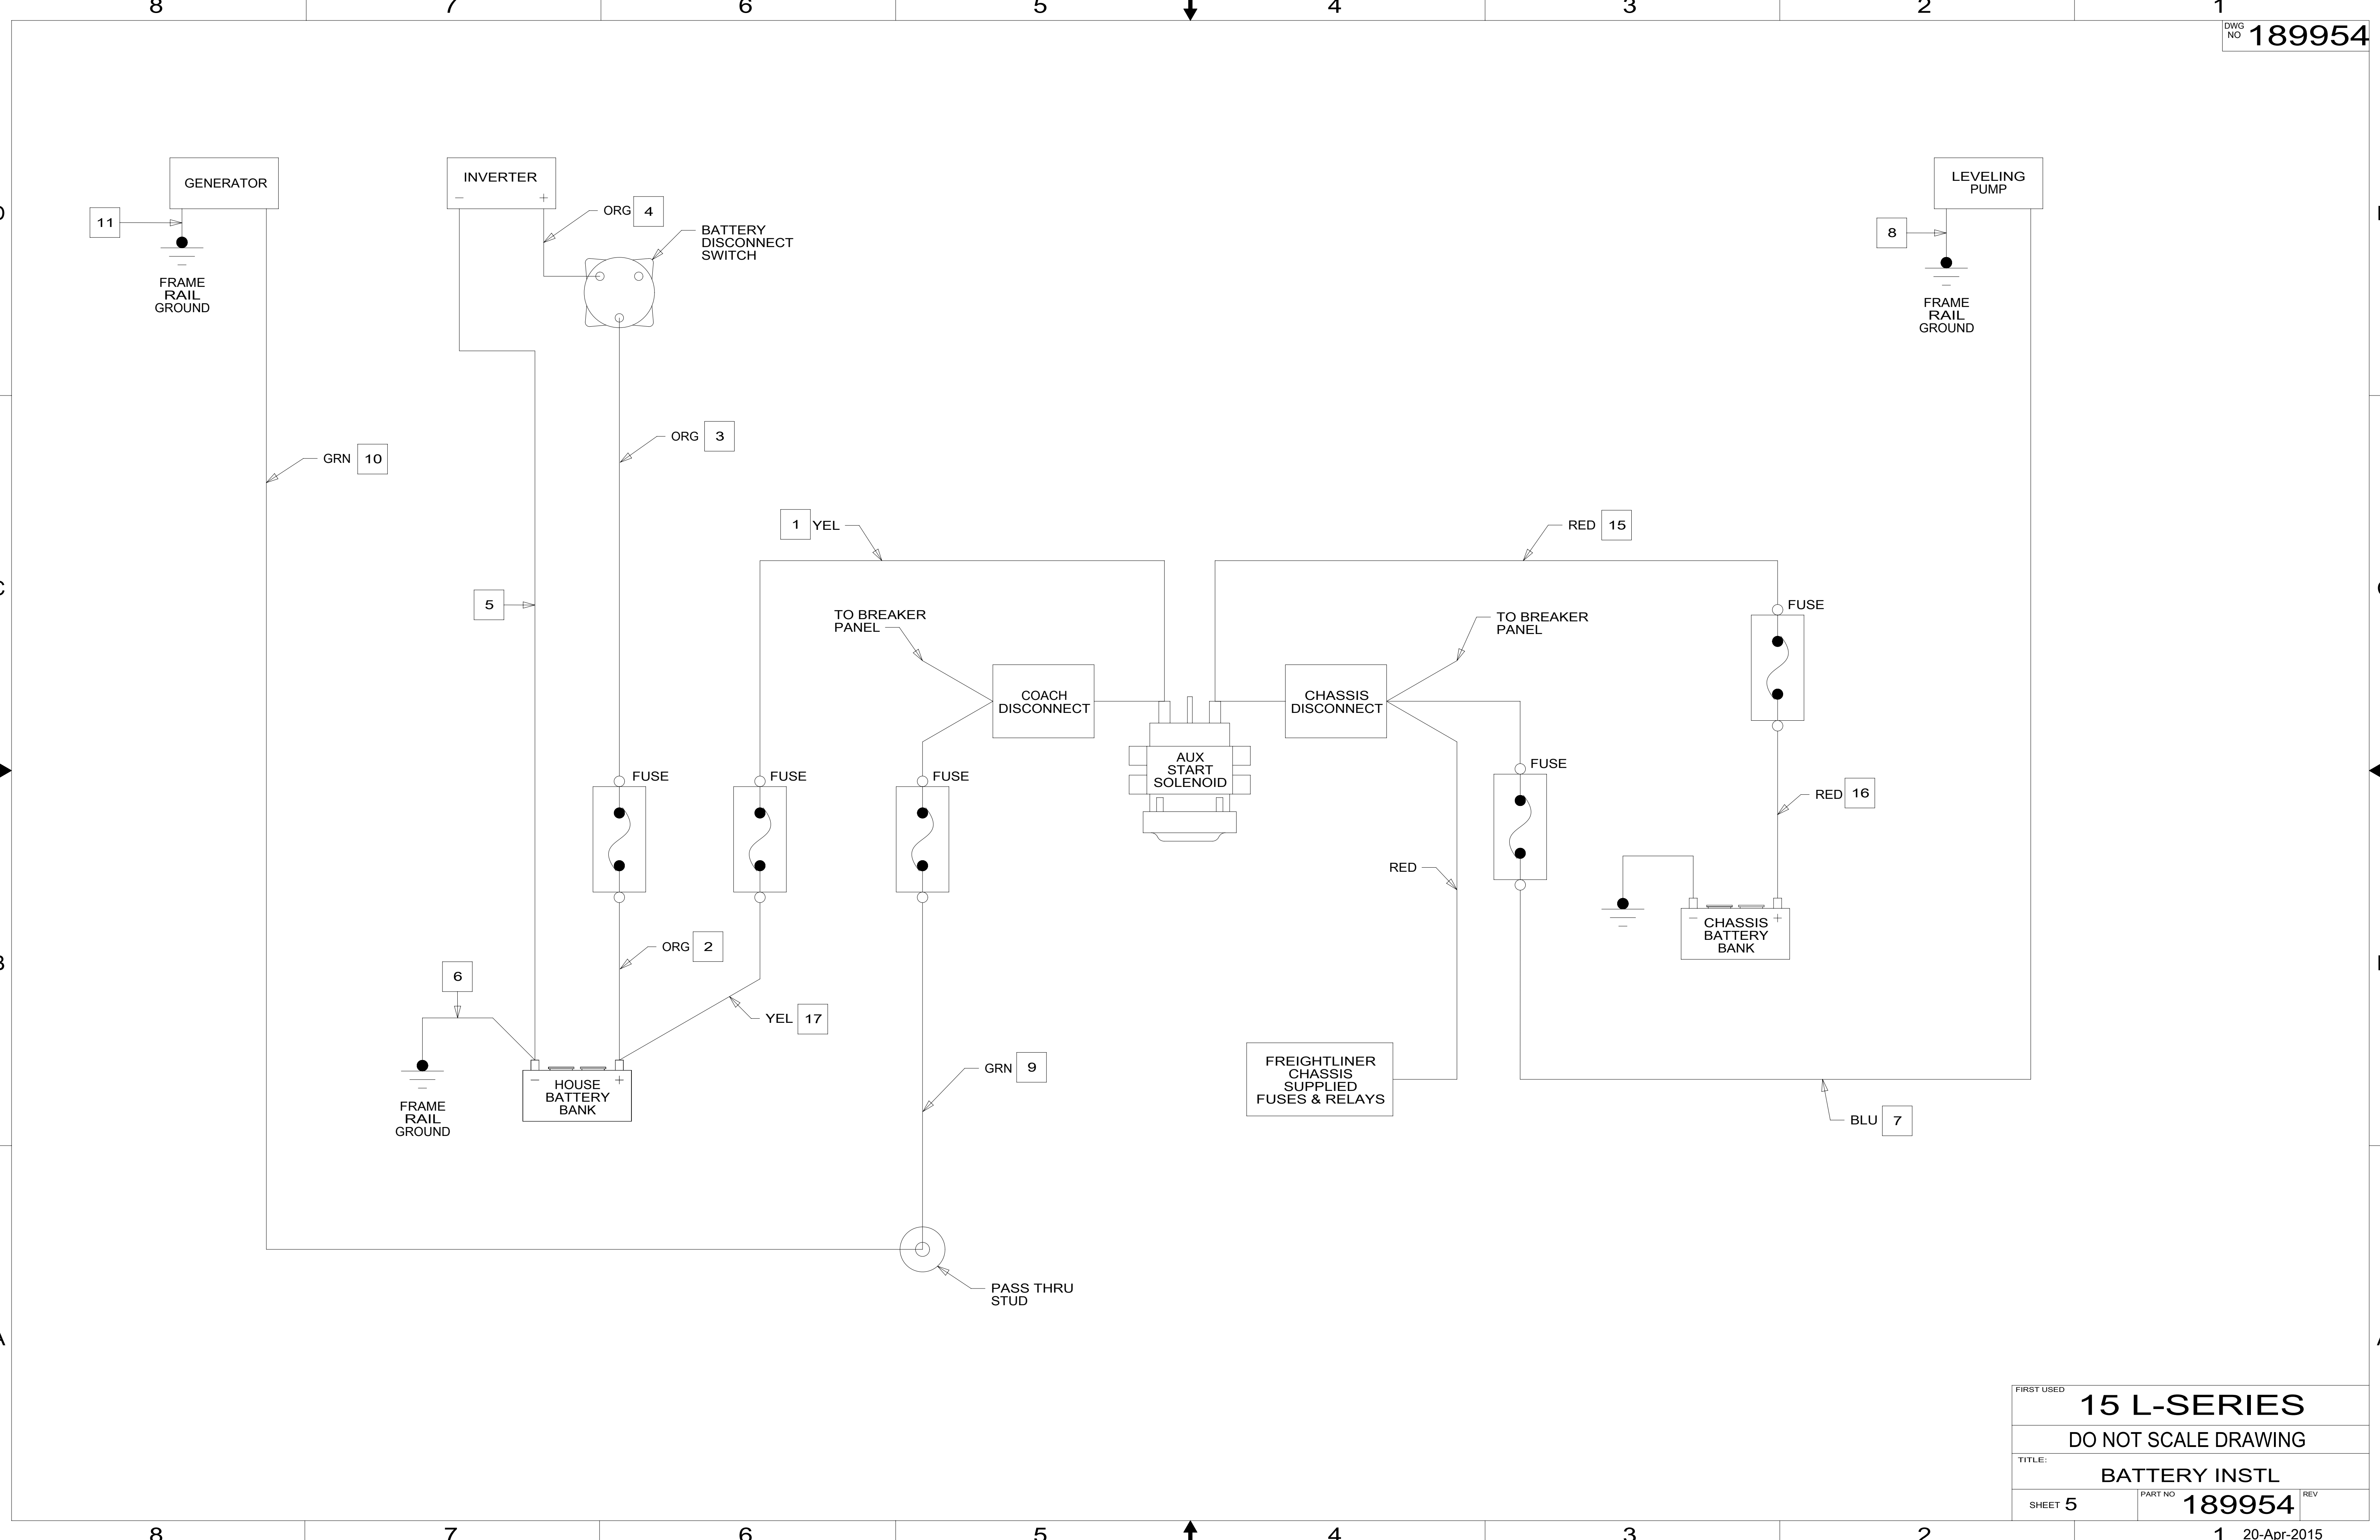 8 7 6 5 4 3 2 1
DWG NO 189954
GENERATOR
11
FRAME
RAIL
GROUND
GRN 10
INVERTER
− +
ORG 4
BATTERY
DISCONNECT
SWITCH
ORG 3
5
LEVELING
PUMP
8
FRAME
RAIL
GROUND
1 YEL
RED 15
TO BREAKER
PANEL
COACH
DISCONNECT
AUX
START
SOLENOID
CHASSIS
DISCONNECT
TO BREAKER
PANEL
FUSE
FUSE
FUSE
FUSE
FUSE
RED 16
RED
− +
CHASSIS
BATTERY
BANK
ORG 2
YEL 17
6
FRAME
RAIL
GROUND
− +
HOUSE
BATTERY
BANK
GRN 9
FREIGHTLINER
CHASSIS
SUPPLIED
FUSES & RELAYS
BLU 7
PASS THRU
STUD
C
FIRST USED
15 L-SERIES
DO NOT SCALE DRAWING
TITLE:
BATTERY INSTL
SHEET 5
PART NO 189954
REV
8 7 6 5 4 3 2 1
20-Apr-2015